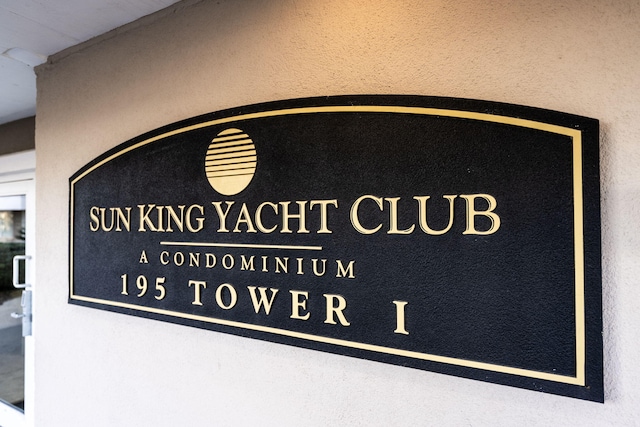 SUN KING YACHT CLUB
A CONDOMINIUM
195 TOWER I